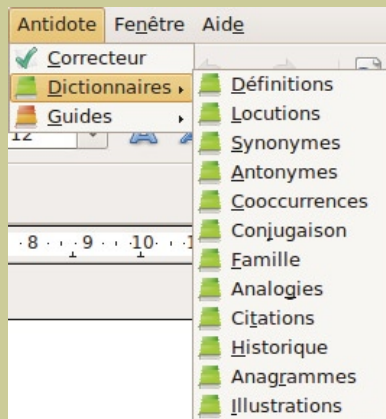 Antidote Fenêtre Aide
Correcteur
Dictionnaires
Guides
12
8 9 10
Définitions
Locutions
Synonymes
Antonymes
Cooccurrences
Conjugaison
Famille
Analogies
Citations
Historique
Anagrammes
Illustrations